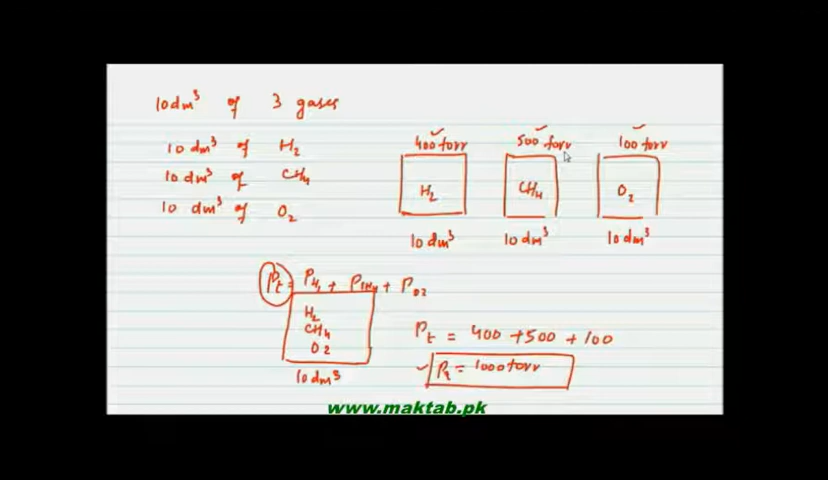 10dm³ of 3 gases
10 dm³ of H₂
10 dm³ of CH₄
10 dm³ of O₂
400 torr 500 torr 100 torr
H₂ CH₄ O₂
10 dm³ 10 dm³ 10 dm³
Pt = PH₂ + PCH₄ + PO2
H₂
CH₄
O2
10 dm³
Pt = 400 + 500 + 100
Pt = 1000 torr
www.maktab.pk